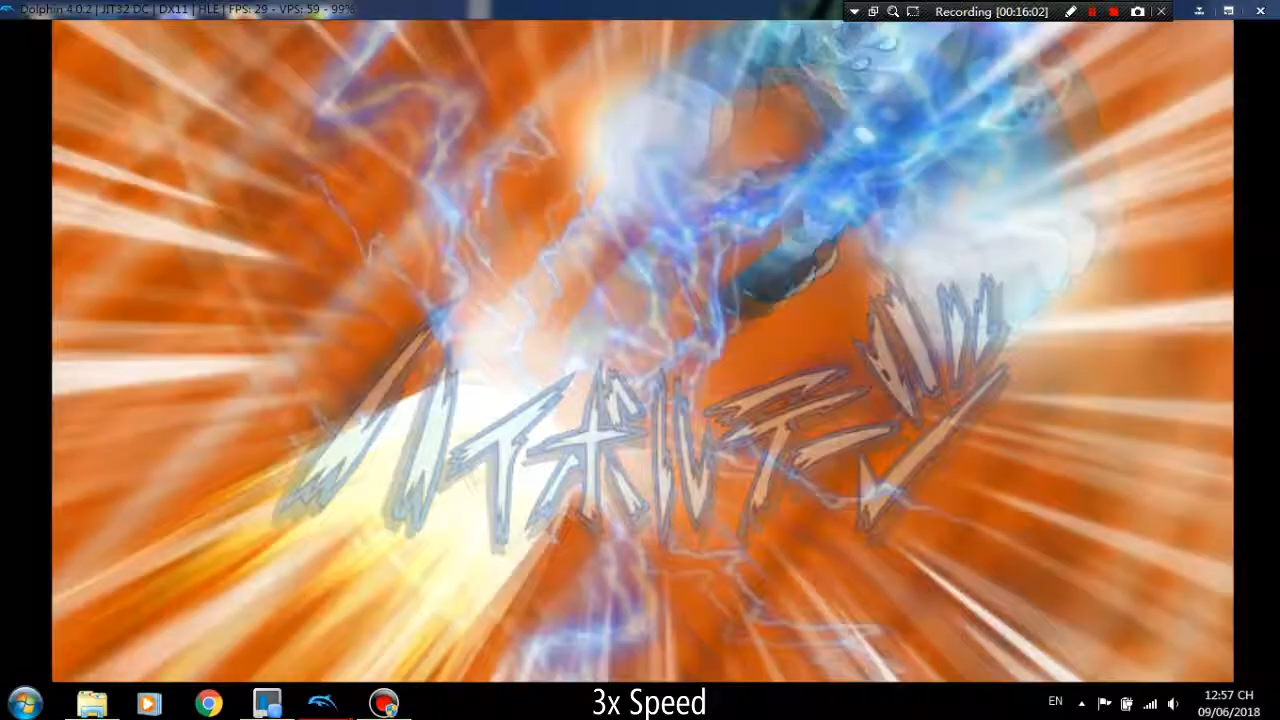 Dolphin 4.0.2 | JIT32 DC | DX11 | HLE | FPS: 29 - VPS: 59 - 99%
Recording [00:16:02]
ハイボルテージ
3x Speed
EN
12:57 CH
09/06/2018